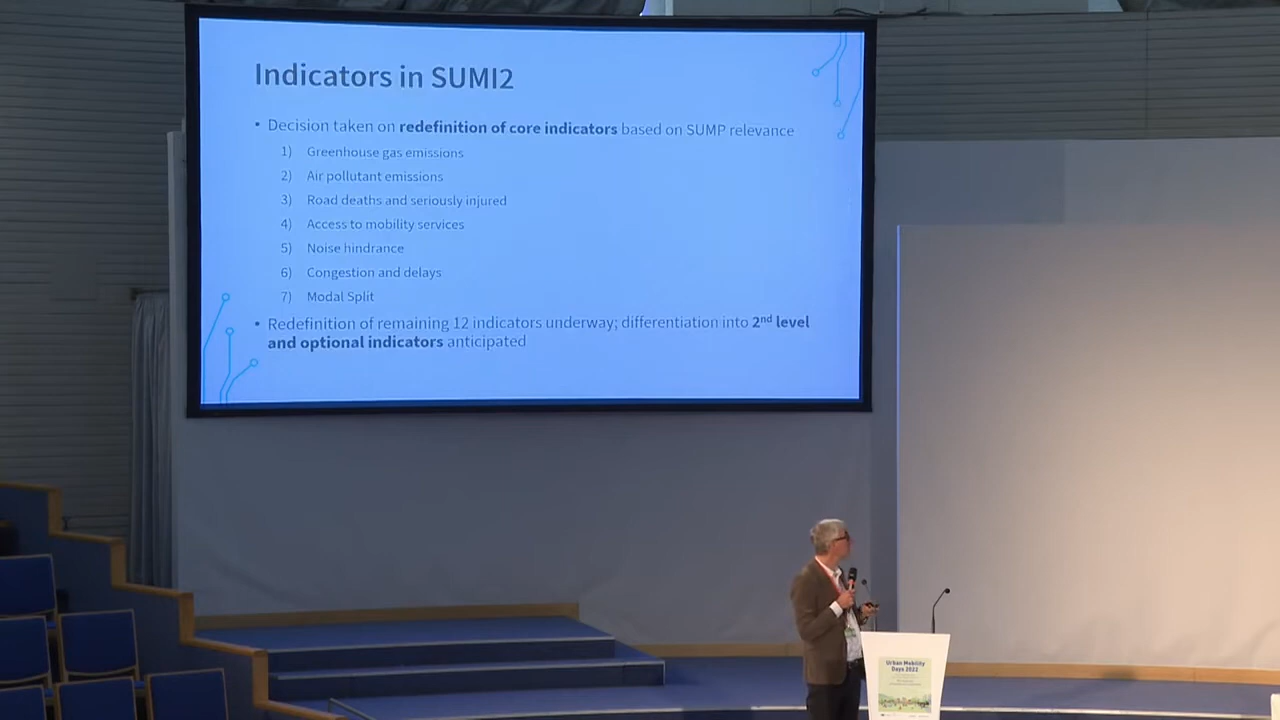 Indicators in SUMI2
• Decision taken on redefinition of core indicators based on SUMP relevance
1) Greenhouse gas emissions
2) Air pollutant emissions
3) Road deaths and seriously injured
4) Access to mobility services
5) Noise hindrance
6) Congestion and delays
7) Modal Split
• Redefinition of remaining 12 indicators underway; differentiation into 2nd level
and optional indicators anticipated
Urban Mobility
Days 2022